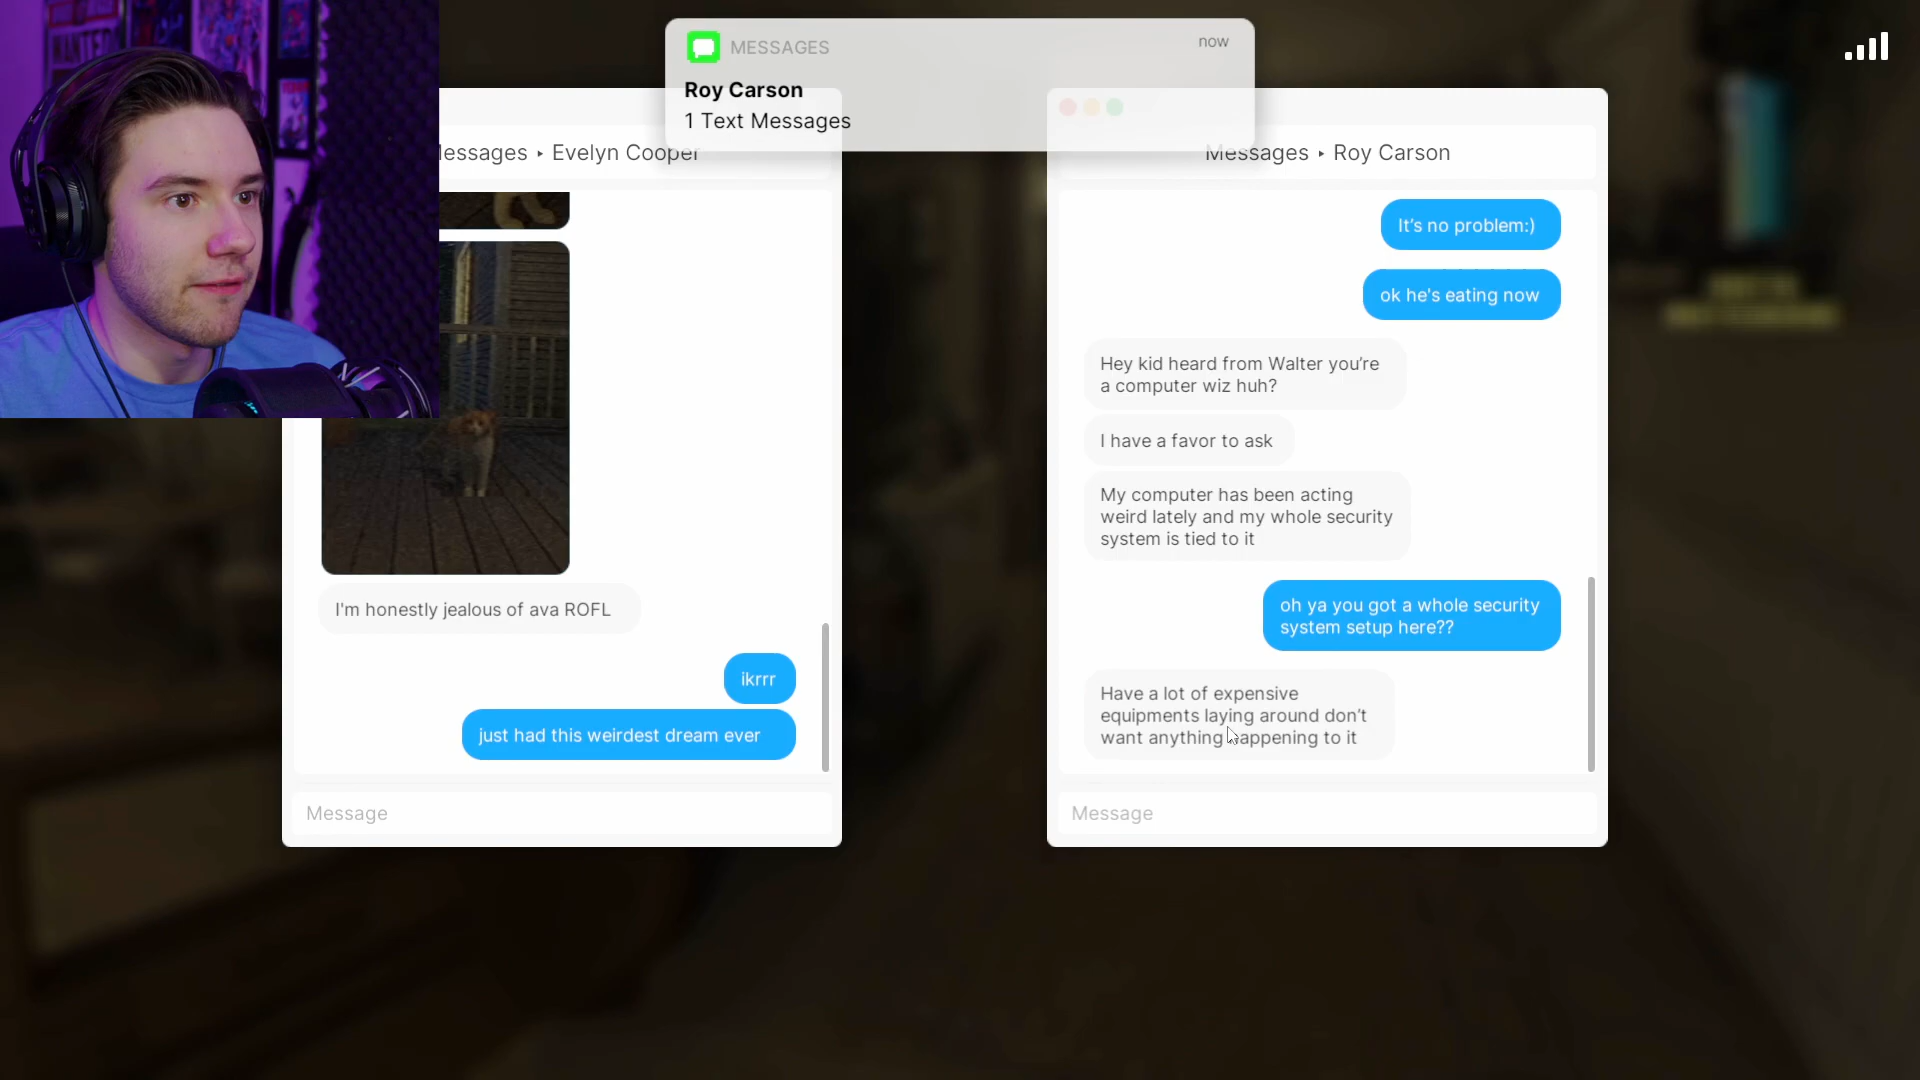 MESSAGES
now
Roy Carson
1 Text Messages
Messages ‣ Evelyn Cooper
I'm honestly jealous of ava ROFL
ikrrr
just had this weirdest dream ever
Message
Messages ‣ Roy Carson
It's no problem:)
ok he's eating now
Hey kid heard from Walter you're
a computer wiz huh?
I have a favor to ask
My computer has been acting
weird lately and my whole security
system is tied to it
oh ya you got a whole security
system setup here??
Have a lot of expensive
equipments laying around don't
want anything happening to it
Message